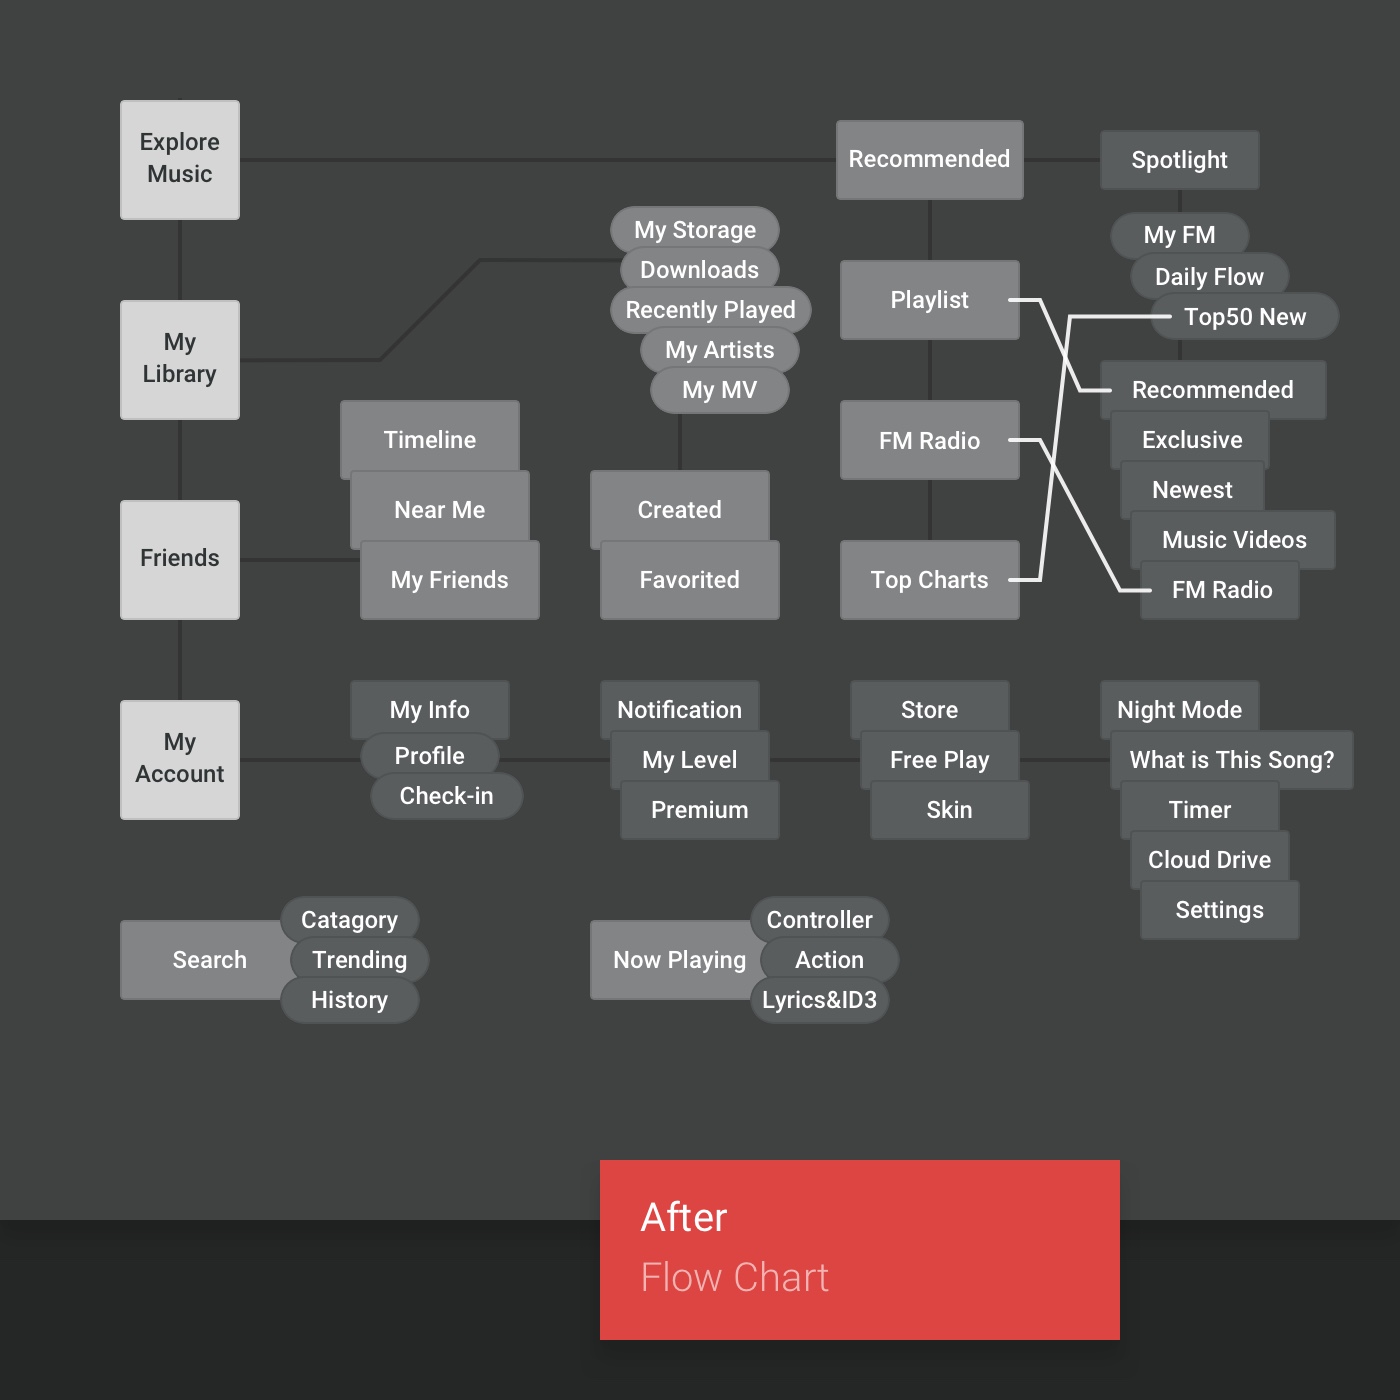 Explore
Music
Recommended
Spotlight
My Storage
My FM
Downloads
Daily Flow
Recently Played
Playlist
Top50 New
My
Library
My Artists
My MV
Recommended
Timeline
FM Radio
Exclusive
Near Me
Created
Newest
Friends
Music Videos
My Friends
Favorited
Top Charts
FM Radio
My
Account
My Info
Notification
Store
Night Mode
Profile
My Level
Free Play
What is This Song?
Check-in
Premium
Skin
Timer
Cloud Drive
Settings
Search
Catagory
Trending
History
Now Playing
Controller
Action
Lyrics&ID3
After
Flow Chart